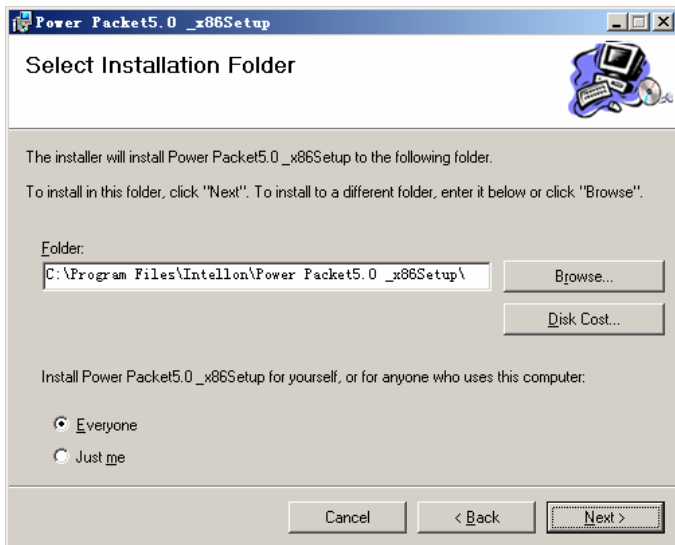 Power Packet5.0 _x86Setup
Select Installation Folder
The installer will install Power Packet5.0 _x86Setup to the following folder.
To install in this folder, click "Next". To install to a different folder, enter it below or click "Browse".
Folder:
C:\Program Files\Intellon\Power Packet5.0 _x86Setup\
Browse...
Disk Cost...
Install Power Packet5.0 _x86Setup for yourself, or for anyone who uses this computer:
Everyone
Just me
Cancel
< Back
Next >